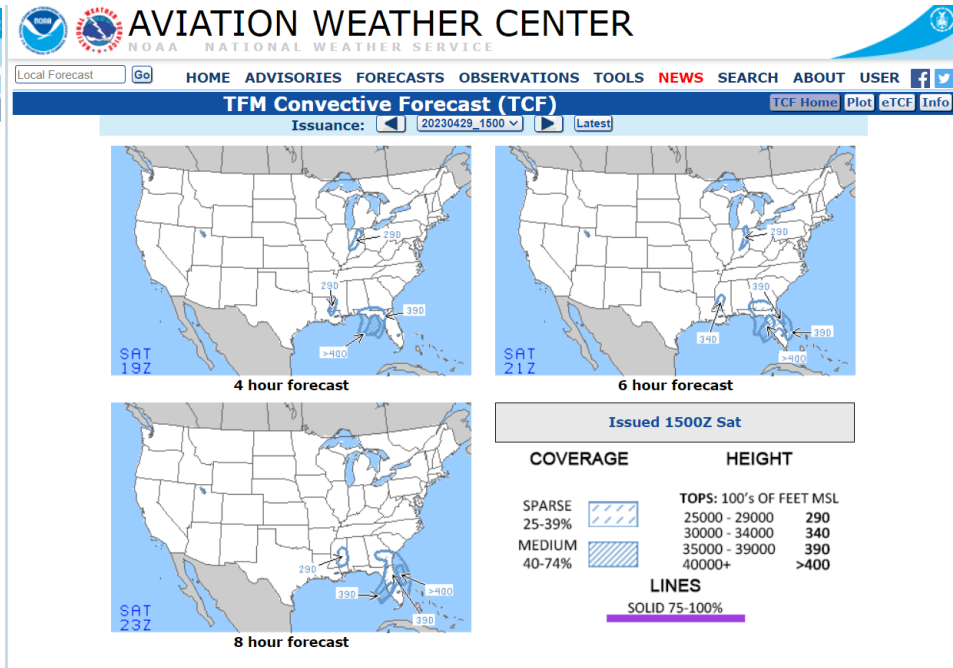 AVIATION WEATHER CENTER
NOAA NATIONAL WEATHER SERVICE
Local Forecast Go HOME ADVISORIES FORECASTS OBSERVATIONS TOOLS NEWS SEARCH ABOUT USER
TFM Convective Forecast (TCF) TCF Home Plot eTCF Info
Issuance: 20230429_1500 Latest
290
290
390
>400
SAT
19Z
4 hour forecast
290
390
340
390
>400
SAT
21Z
6 hour forecast
290
390
>400
390
SAT
23Z
8 hour forecast
Issued 1500Z Sat
COVERAGE HEIGHT
TOPS: 100's OF FEET MSL
SPARSE
25-39%
MEDIUM
40-74%
25000 - 29000 290
30000 - 34000 340
35000 - 39000 390
40000+ >400
LINES
SOLID 75-100%